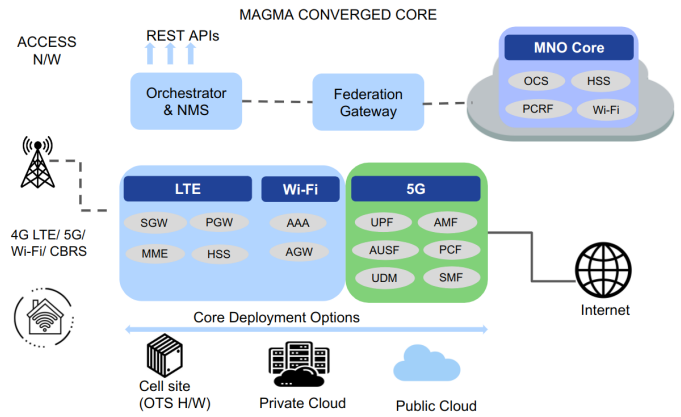 MAGMA CONVERGED CORE
ACCESS
N/W
REST APIs
Orchestrator
& NMS
Federation
Gateway
MNO Core
OCS
HSS
PCRF
Wi-Fi
4G LTE/ 5G/
Wi-Fi/ CBRS
LTE
SGW
PGW
MME
HSS
Wi-Fi
AAA
AGW
5G
UPF
AMF
AUSF
PCF
UDM
SMF
Internet
Core Deployment Options
Cell site
(OTS H/W)
Private Cloud
Public Cloud